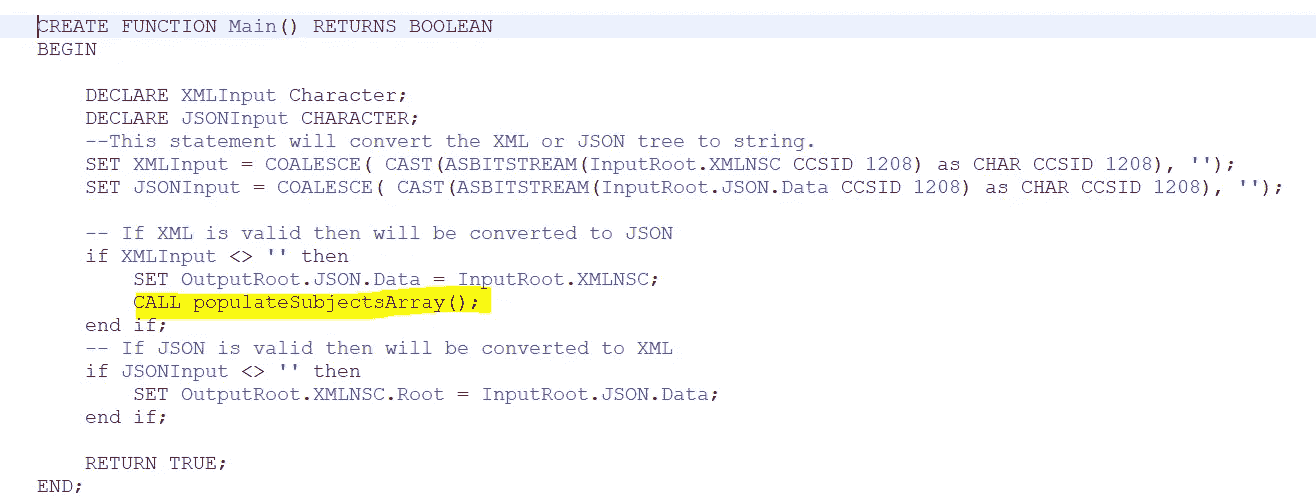 CREATE FUNCTION Main() RETURNS BOOLEAN
BEGIN
DECLARE XMLInput Character;
DECLARE JSONInput CHARACTER;
--This statement will convert the XML or JSON tree to string.
SET XMLInput = COALESCE( CAST(ASBITSTREAM(InputRoot.XMLNSC CCSID 1208) as CHAR CCSID 1208), '');
SET JSONInput = COALESCE( CAST(ASBITSTREAM(InputRoot.JSON.Data CCSID 1208) as CHAR CCSID 1208), '');
-- If XML is valid then will be converted to JSON
if XMLInput <> '' then
SET OutputRoot.JSON.Data = InputRoot.XMLNSC;
CALL populateSubjectsArray();
end if;
-- If JSON is valid then will be converted to XML
if JSONInput <> '' then
SET OutputRoot.XMLNSC.Root = InputRoot.JSON.Data;
end if;
RETURN TRUE;
END;